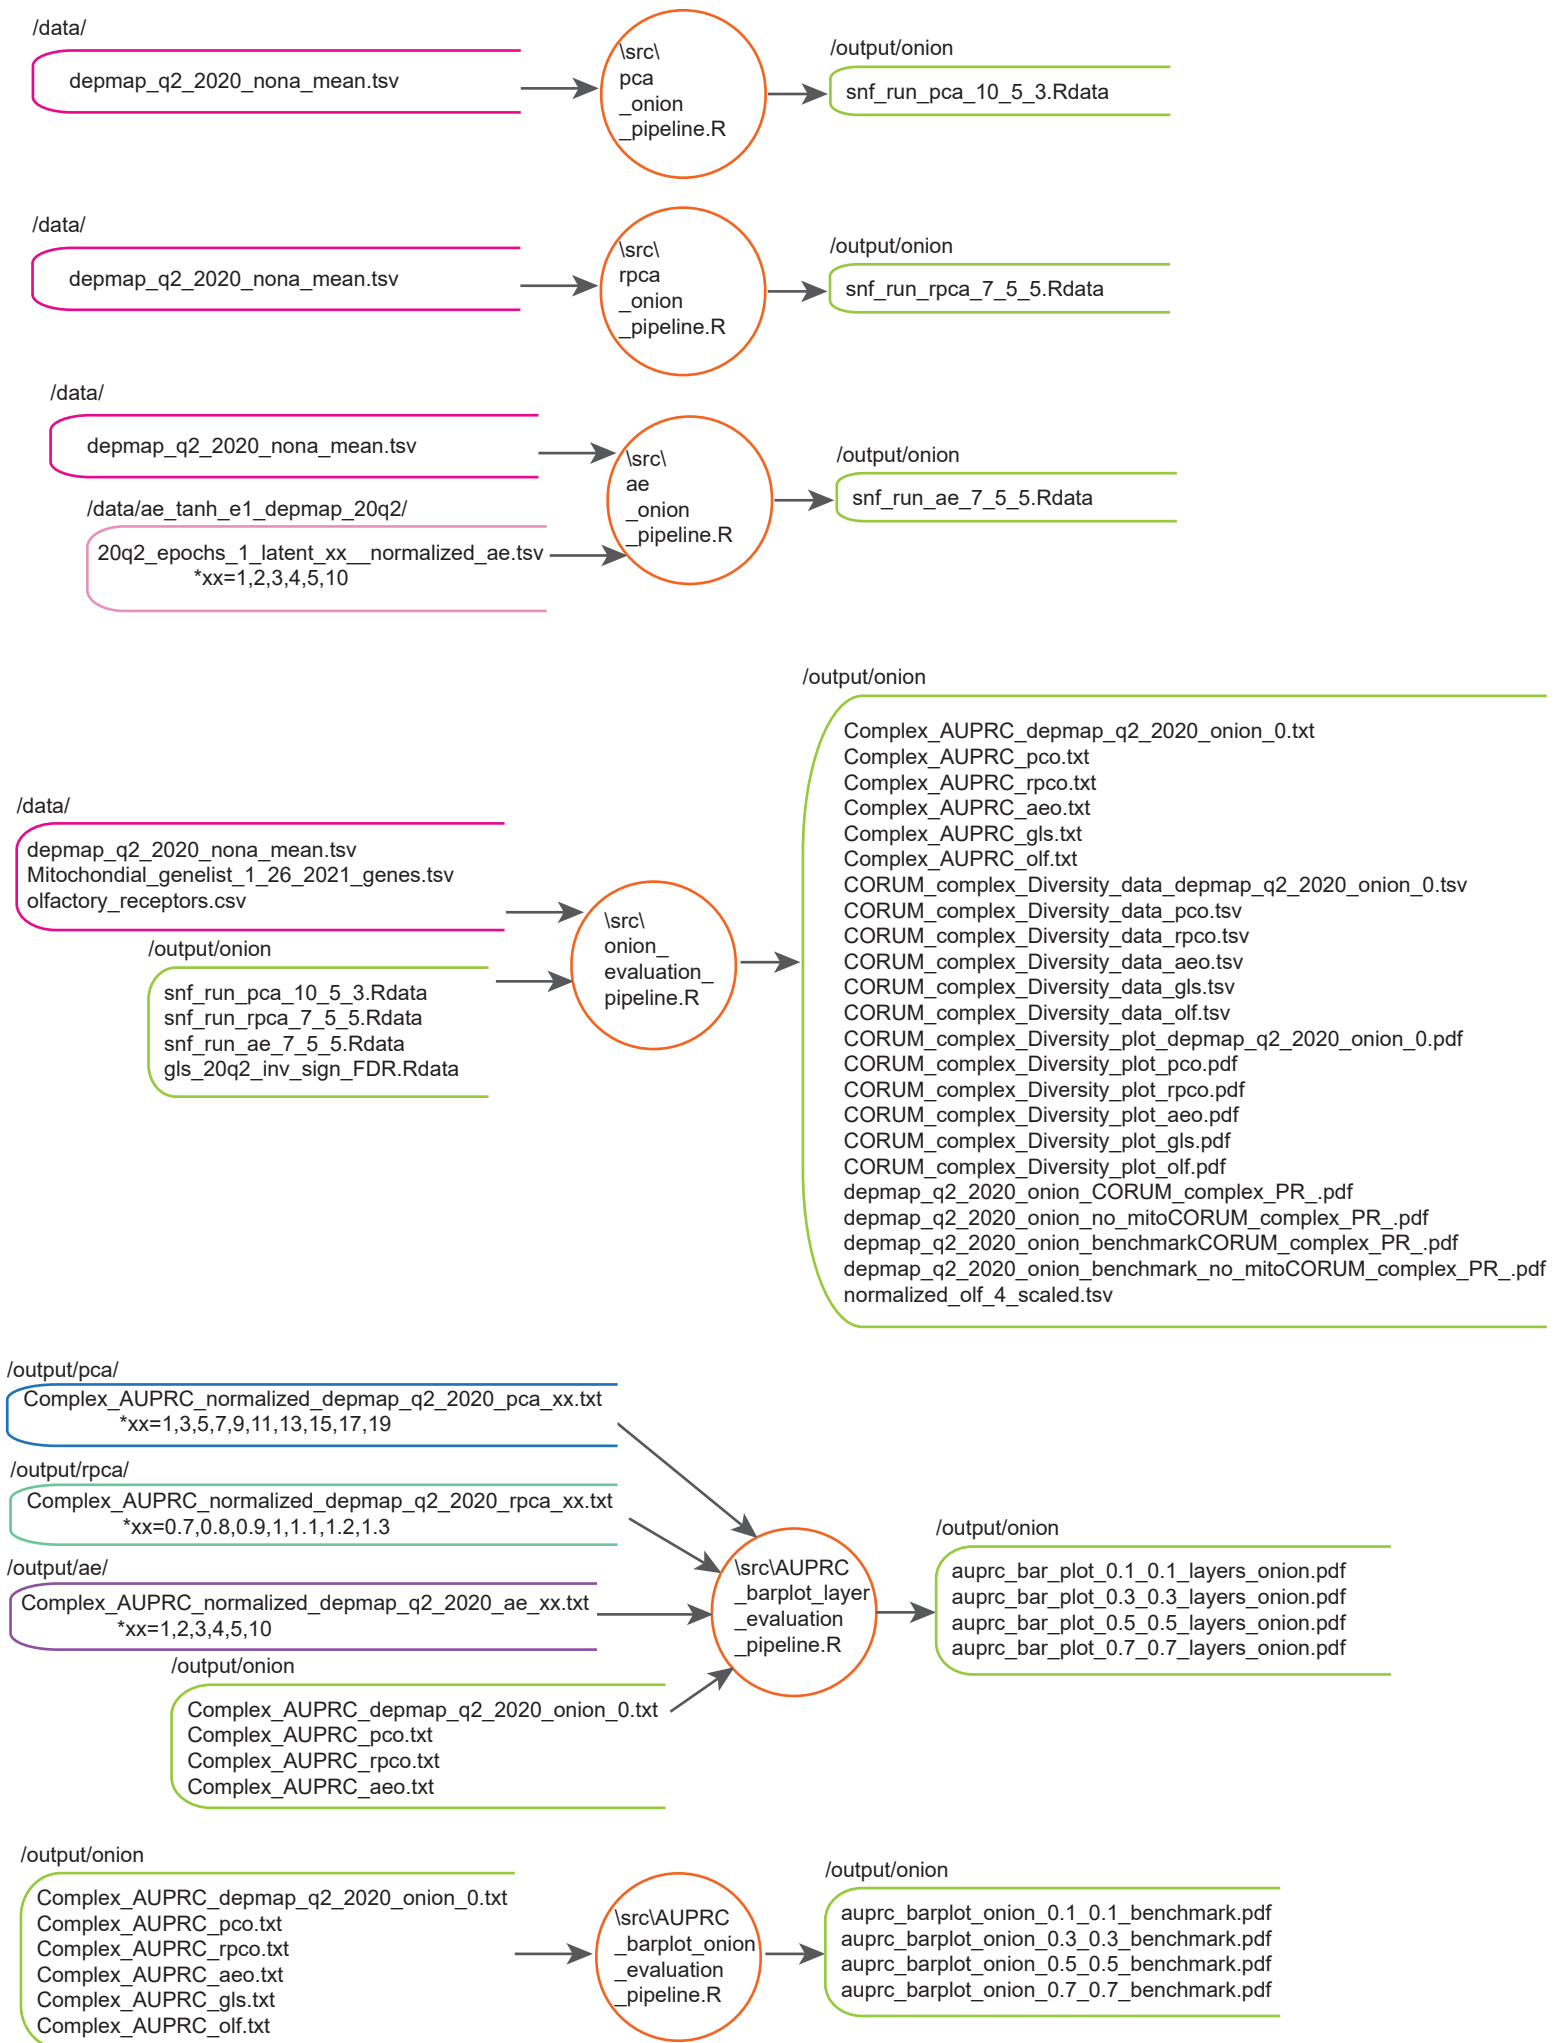 /data/
depmap_q2_2020_nona_mean.tsv
\src\
pca
_onion
_pipeline.R
/output/onion
snf_run_pca_10_5_3.Rdata
/data/
depmap_q2_2020_nona_mean.tsv
\src\
rpca
_onion
_pipeline.R
/output/onion
snf_run_rpca_7_5_5.Rdata
/data/
depmap_q2_2020_nona_mean.tsv
/data/ae_tanh_e1_depmap_20q2/
20q2_epochs_1_latent_xx__normalized_ae.tsv
*xx=1,2,3,4,5,10
\src\
ae
_onion
_pipeline.R
/output/onion
snf_run_ae_7_5_5.Rdata
/data/
depmap_q2_2020_nona_mean.tsv
Mitochondial_genelist_1_26_2021_genes.tsv
olfactory_receptors.csv
/output/onion
snf_run_pca_10_5_3.Rdata
snf_run_rpca_7_5_5.Rdata
snf_run_ae_7_5_5.Rdata
gls_20q2_inv_sign_FDR.Rdata
\src\
onion_
evaluation_
pipeline.R
/output/onion
Complex_AUPRC_depmap_q2_2020_onion_0.txt
Complex_AUPRC_pco.txt
Complex_AUPRC_rpco.txt
Complex_AUPRC_aeo.txt
Complex_AUPRC_gls.txt
Complex_AUPRC_olf.txt
CORUM_complex_Diversity_data_depmap_q2_2020_onion_0.tsv
CORUM_complex_Diversity_data_pco.tsv
CORUM_complex_Diversity_data_rpco.tsv
CORUM_complex_Diversity_data_aeo.tsv
CORUM_complex_Diversity_data_gls.tsv
CORUM_complex_Diversity_data_olf.tsv
CORUM_complex_Diversity_plot_depmap_q2_2020_onion_0.pdf
CORUM_complex_Diversity_plot_pco.pdf
CORUM_complex_Diversity_plot_rpco.pdf
CORUM_complex_Diversity_plot_aeo.pdf
CORUM_complex_Diversity_plot_gls.pdf
CORUM_complex_Diversity_plot_olf.pdf
depmap_q2_2020_onion_CORUM_complex_PR_.pdf
depmap_q2_2020_onion_no_mitoCORUM_complex_PR_.pdf
depmap_q2_2020_onion_benchmarkCORUM_complex_PR_.pdf
depmap_q2_2020_onion_benchmark_no_mitoCORUM_complex_PR_.pdf
normalized_olf_4_scaled.tsv
/output/pca/
Complex_AUPRC_normalized_depmap_q2_2020_pca_xx.txt
*xx=1,3,5,7,9,11,13,15,17,19
/output/rpca/
Complex_AUPRC_normalized_depmap_q2_2020_rpca_xx.txt
*xx=0.7,0.8,0.9,1,1.1,1.2,1.3
/output/ae/
Complex_AUPRC_normalized_depmap_q2_2020_ae_xx.txt
*xx=1,2,3,4,5,10
/output/onion
Complex_AUPRC_depmap_q2_2020_onion_0.txt
Complex_AUPRC_pco.txt
Complex_AUPRC_rpco.txt
Complex_AUPRC_aeo.txt
\src\AUPRC
_barplot_layer
_evaluation
_pipeline.R
/output/onion
auprc_bar_plot_0.1_0.1_layers_onion.pdf
auprc_bar_plot_0.3_0.3_layers_onion.pdf
auprc_bar_plot_0.5_0.5_layers_onion.pdf
auprc_bar_plot_0.7_0.7_layers_onion.pdf
/output/onion
Complex_AUPRC_depmap_q2_2020_onion_0.txt
Complex_AUPRC_pco.txt
Complex_AUPRC_rpco.txt
Complex_AUPRC_aeo.txt
Complex_AUPRC_gls.txt
Complex_AUPRC_olf.txt
\src\AUPRC
_barplot_onion
_evaluation
_pipeline.R
/output/onion
auprc_barplot_onion_0.1_0.1_benchmark.pdf
auprc_barplot_onion_0.3_0.3_benchmark.pdf
auprc_barplot_onion_0.5_0.5_benchmark.pdf
auprc_barplot_onion_0.7_0.7_benchmark.pdf